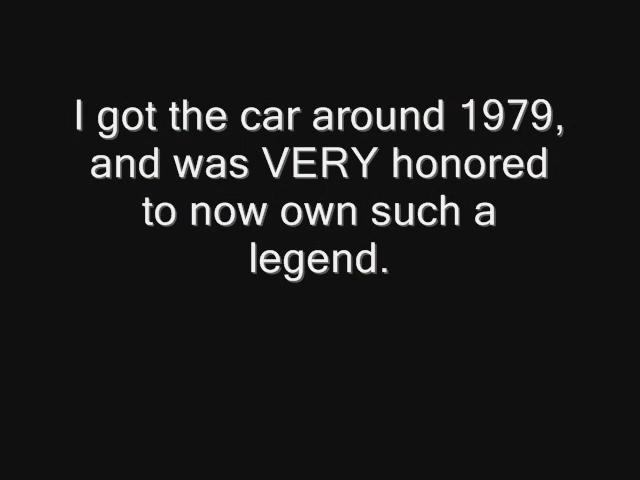 I got the car around 1979,
and was VERY honored
to now own such a
legend.